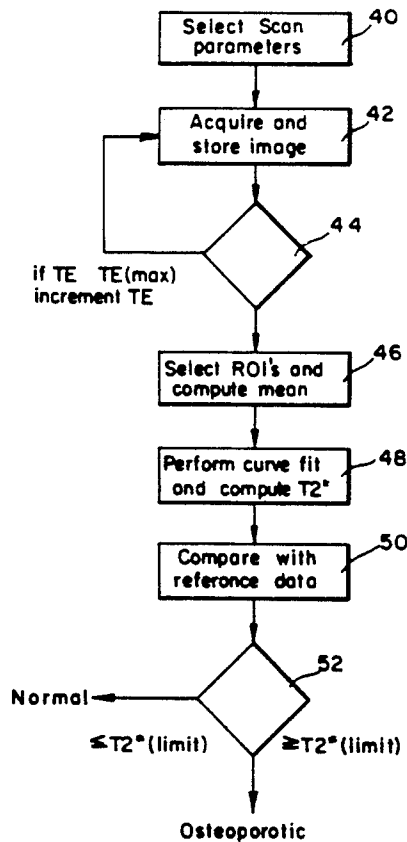 Select Scan
parameters
40
Acquire and
store image
42
44
if TE TE(max)
increment TE
Select ROI's and
compute mean
46
Perform curve fit
and compute T2*
48
Compare with
reference data
50
52
Normal
≤T2*(limit)
≥T2*(limit)
Osteoporotic